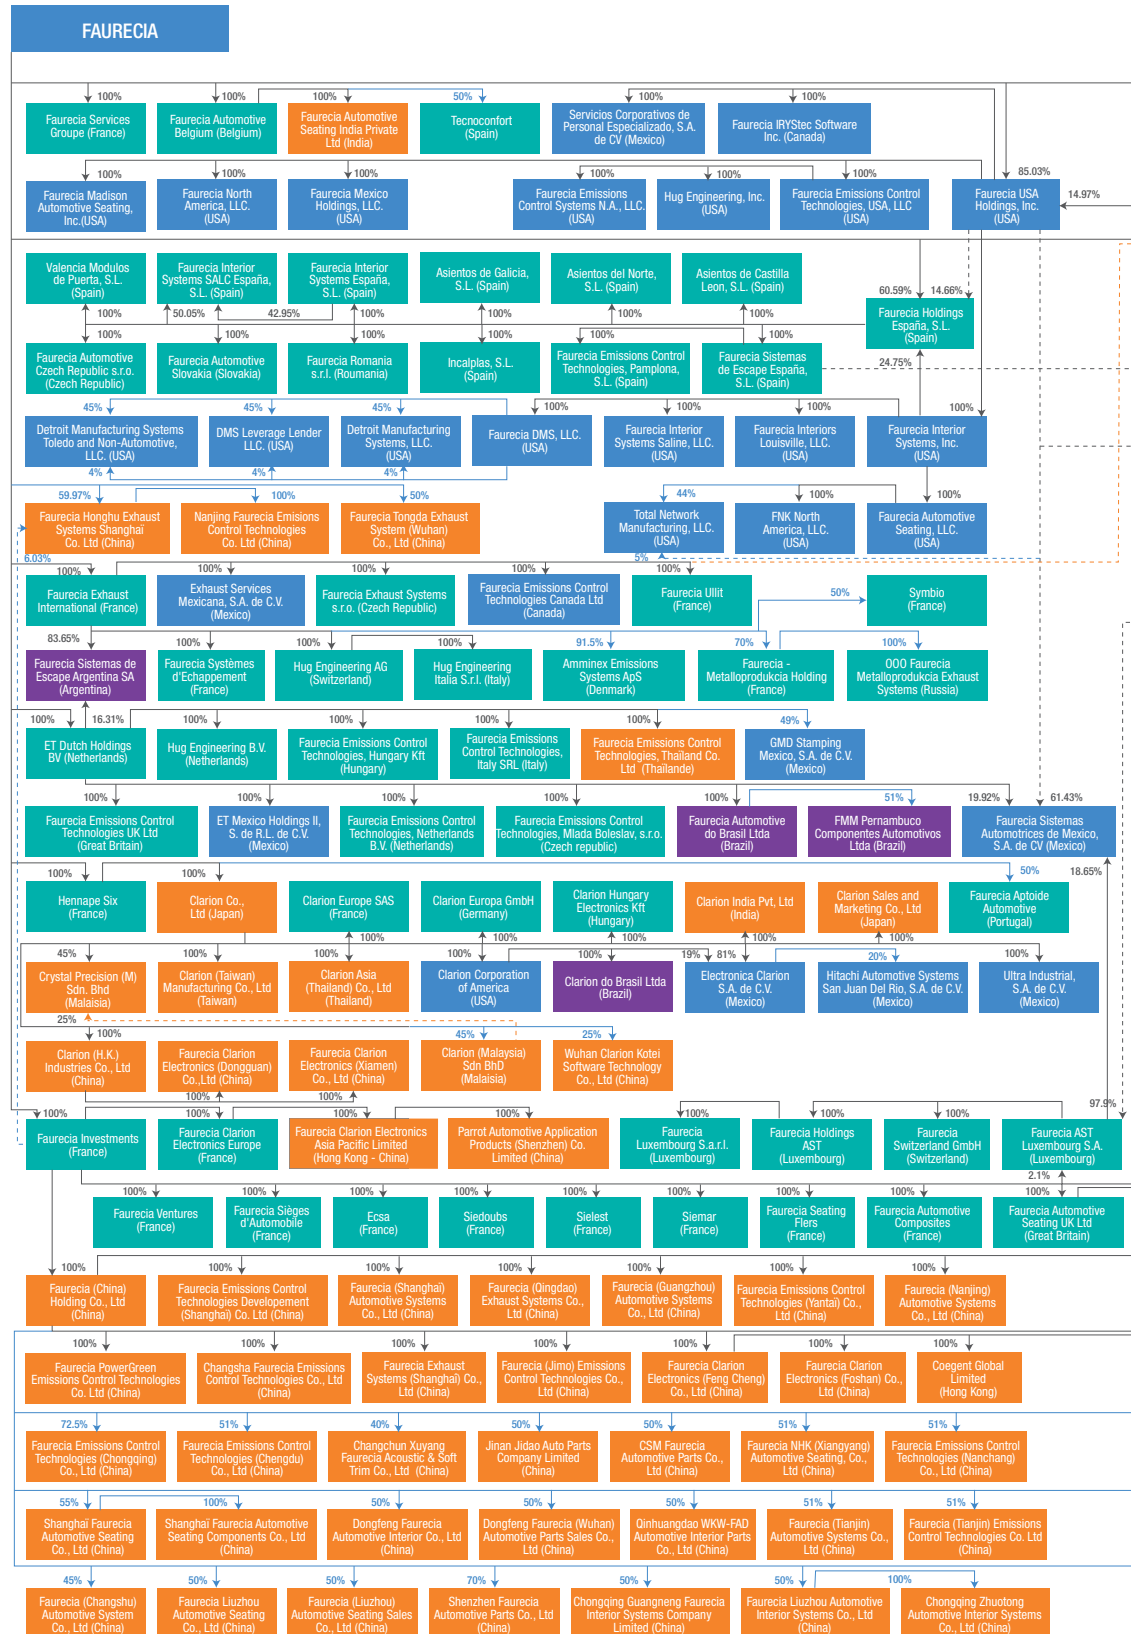 FAURECIA
100%
100%
100%
50%
100%
100%
Faurecia Services
Groupe (France)
Faurecia Automotive
Belgium (Belgium)
Faurecia Automotive
Seating India Private
Ltd (India)
Tecnoconfort
(Spain)
Servicios Corporativos de
Personal Especializado, S.A.
de CV (Mexico)
Faurecia IRYStec Software
Inc. (Canada)
100%
100%
100%
100%
100%
100%
85.03%
14.97%
Faurecia Madison
Automotive Seating,
Inc.(USA)
Faurecia North
America, LLC.
(USA)
Faurecia Mexico
Holdings, LLC.
(USA)
Faurecia Emissions
Control Systems N.A., LLC.
(USA)
Hug Engineering, Inc.
(USA)
Faurecia Emissions Control
Technologies, USA, LLC
(USA)
Faurecia USA
Holdings, Inc.
(USA)
Valencia Modulos
de Puerta, S.L.
(Spain)
Faurecia Interior
Systems SALC España,
S.L. (Spain)
Faurecia Interior
Systems España,
S.L. (Spain)
Asientos de Galicia,
S.L. (Spain)
Asientos del Norte,
S.L. (Spain)
Asientos de Castilla
Leon, S.L. (Spain)
60.59%
14.66%
Faurecia Holdings
España, S.L.
(Spain)
100%
50.05%
42.95%
100%
100%
100%
100%
100%
100%
100%
100%
100%
24.75%
Faurecia Automotive
Czech Republic s.r.o.
(Czech Republic)
Faurecia Automotive
Slovakia (Slovakia)
Faurecia Romania
s.r.l. (Roumania)
Incalplas, S.L.
(Spain)
Faurecia Emissions Control
Technologies, Pamplona,
S.L. (Spain)
Faurecia Sistemas
de Escape España,
S.L. (Spain)
45%
45%
45%
100%
100%
100%
100%
Detroit Manufacturing Systems
Toledo and Non-Automotive,
LLC. (USA)
DMS Leverage Lender
LLC. (USA)
Detroit Manufacturing
Systems, LLC.
(USA)
Faurecia DMS, LLC.
(USA)
Faurecia Interior
Systems Saline, LLC.
(USA)
Faurecia Interiors
Louisville, LLC.
(USA)
Faurecia Interior
Systems, Inc.
(USA)
4%
4%
4%
59.97%
100%
50%
44%
100%
100%
Faurecia Honghu Exhaust
Systems Shanghaï
Co. Ltd (China)
Nanjing Faurecia Emisions
Control Technologies
Co. Ltd (China)
Faurecia Tongda Exhaust
System (Wuhan)
Co., Ltd (China)
Total Network
Manufacturing, LLC.
(USA)
FNK North
America, LLC.
(USA)
Faurecia Automotive
Seating, LLC.
(USA)
6.03%
5%
100%
100%
100%
100%
100%
50%
Faurecia Exhaust
International (France)
Exhaust Services
Mexicana, S.A. de C.V.
(Mexico)
Faurecia Exhaust Systems
s.r.o. (Czech Republic)
Faurecia Emissions Control
Technologies Canada Ltd
(Canada)
Faurecia Ullit
(France)
Symbio
(France)
83.65%
100%
100%
100%
91.5%
70%
100%
Faurecia Sistemas de
Escape Argentina SA
(Argentina)
Faurecia Systèmes
d'Echappement
(France)
Hug Engineering AG
(Switzerland)
Hug Engineering
Italia S.r.l. (Italy)
Amminex Emissions
Systems ApS
(Denmark)
Faurecia -
Metalloprodukcia Holding
(France)
OOO Faurecia
Metalloprodukcia Exhaust
Systems (Russia)
100%
16.31%
100%
100%
100%
100%
49%
ET Dutch Holdings
BV (Netherlands)
Hug Engineering B.V.
(Netherlands)
Faurecia Emissions Control
Technologies, Hungary Kft
(Hungary)
Faurecia Emissions
Control Technologies,
Italy SRL (Italy)
Faurecia Emissions Control
Technologies, Thaïland Co.
Ltd (Thaïlande)
GMD Stamping
Mexico, S.A. de C.V.
(Mexico)
100%
100%
100%
100%
100%
51%
19.92%
61.43%
Faurecia Emissions Control
Technologies UK Ltd
(Great Britain)
ET Mexico Holdings II,
S. de R.L. de C.V.
(Mexico)
Faurecia Emissions Control
Technologies, Netherlands
B.V. (Netherlands)
Faurecia Emissions Control
Technologies, Mlada Boleslav, s.r.o.
(Czech republic)
Faurecia Automotive
do Brasil Ltda
(Brazil)
FMM Pernambuco
Componentes Automotivos
Ltda (Brazil)
Faurecia Sistemas
Automotrices de Mexico,
S.A. de CV (Mexico)
100%
100%
50%
18.65%
Hennape Six
(France)
Clarion Co.,
Ltd (Japan)
Clarion Europe SAS
(France)
Clarion Europa GmbH
(Germany)
Clarion Hungary
Electronics Kft
(Hungary)
Clarion India Pvt, Ltd
(India)
Clarion Sales and
Marketing Co., Ltd
(Japan)
Faurecia Aptoide
Automotive
(Portugal)
100%
100%
100%
100%
100%
45%
100%
100%
100%
100%
19%
81%
20%
100%
Crystal Precision (M)
Sdn. Bhd
(Malaisia)
Clarion (Taiwan)
Manufacturing Co., Ltd
(Taiwan)
Clarion Asia
(Thailand) Co., Ltd
(Thailand)
Clarion Corporation
of America
(USA)
Clarion do Brasil Ltda
(Brazil)
Electronica Clarion
S.A. de C.V.
(Mexico)
Hitachi Automotive Systems
San Juan Del Rio, S.A. de C.V.
(Mexico)
Ultra Industrial,
S.A. de C.V.
(Mexico)
25%
100%
45%
25%
Clarion (H.K.)
Industries Co., Ltd
(China)
Faurecia Clarion
Electronics (Dongguan)
Co.,Ltd (China)
Faurecia Clarion
Electronics (Xiamen)
Co., Ltd (China)
Clarion (Malaysia)
Sdn BhD
(Malaisia)
Wuhan Clarion Kotei
Software Technology
Co., Ltd (China)
100%
100%
97.9%
100%
100%
100%
100%
100%
100%
100%
Faurecia Investments
(France)
Faurecia Clarion
Electronics Europe
(France)
Faurecia Clarion Electronics
Asia Pacific Limited
(Hong Kong - China)
Parrot Automotive Application
Products (Shenzhen) Co.
Limited (China)
Faurecia
Luxembourg S.a.r.l.
(Luxembourg)
Faurecia Holdings
AST
(Luxembourg)
Faurecia
Switzerland GmbH
(Switzerland)
Faurecia AST
Luxembourg S.A.
(Luxembourg)
2.1%
100%
100%
100%
100%
100%
100%
100%
100%
100%
Faurecia Ventures
(France)
Faurecia Sièges
d'Automobile
(France)
Ecsa
(France)
Siedoubs
(France)
Sielest
(France)
Siemar
(France)
Faurecia Seating
Flers
(France)
Faurecia Automotive
Composites
(France)
Faurecia Automotive
Seating UK Ltd
(Great Britain)
100%
100%
100%
100%
100%
100%
100%
Faurecia (China)
Holding Co., Ltd
(China)
Faurecia Emissions Control
Technologies Developement
(Shanghaï) Co. Ltd (China)
Faurecia (Shanghaï)
Automotive Systems
Co., Ltd (China)
Faurecia (Qingdao)
Exhaust Systems Co.,
Ltd (China)
Faurecia (Guangzhou)
Automotive Systems
Co., Ltd (China)
Faurecia Emissions Control
Technologies (Yantaï) Co.,
Ltd (China)
Faurecia (Nanjing)
Automotive Systems
Co., Ltd (China)
100%
100%
100%
100%
100%
100%
100%
Faurecia PowerGreen
Emissions Control Technologies
Co. Ltd (China)
Changsha Faurecia Emissions
Control Technologies Co., Ltd
(China)
Faurecia Exhaust
Systems (Shanghaï) Co.,
Ltd (China)
Faurecia (Jimo) Emissions
Control Technologies Co.,
Ltd (China)
Faurecia Clarion
Electronics (Feng Cheng)
Co., Ltd (China)
Faurecia Clarion
Electronics (Foshan) Co.,
Ltd (China)
Coegent Global
Limited
(Hong Kong)
72.5%
51%
40%
50%
50%
51%
51%
Faurecia Emissions Control
Technologies (Chongqing)
Co., Ltd (China)
Faurecia Emissions Control
Technologies (Chengdu)
Co., Ltd (China)
Changchun Xuyang
Faurecia Acoustic & Soft
Trim Co., Ltd (China)
Jinan Jidao Auto Parts
Company Limited
(China)
CSM Faurecia
Automotive Parts Co.,
Ltd (China)
Faurecia NHK (Xiangyang)
Automotive Seating, Co.,
Ltd (China)
Faurecia Emissions Control
Technologies (Nanchang)
Co., Ltd (China)
55%
100%
50%
50%
50%
51%
51%
Shanghaï Faurecia
Automotive Seating
Co., Ltd (China)
Shanghaï Faurecia Automotive
Seating Components Co., Ltd
(China)
Dongfeng Faurecia
Automotive Interior Co., Ltd
(China)
Dongfeng Faurecia (Wuhan)
Automotive Parts Sales Co.,
Ltd (China)
Qinhuangdao WKW-FAD
Automotive Interior Parts
Co., Ltd (China)
Faurecia (Tianjin)
Automotive Systems Co.,
Ltd (China)
Faurecia (Tianjin) Emissions
Control Technologies Co. Ltd
(China)
45%
50%
50%
70%
50%
50%
100%
Faurecia (Changshu)
Automotive System
Co., Ltd (China)
Faurecia Liuzhou
Automotive Seating
Co., Ltd (China)
Faurecia (Liuzhou)
Automotive Seating Sales
Co., Ltd (China)
Shenzhen Faurecia
Automotive Parts Co., Ltd
(China)
Chongqing Guangneng Faurecia
Interior Systems Company
Limited (China)
Faurecia Liuzhou Automotive
Interior Systems Co., Ltd
(China)
Chongqing Zhuotong
Automotive Interior Systems
Co., Ltd (China)